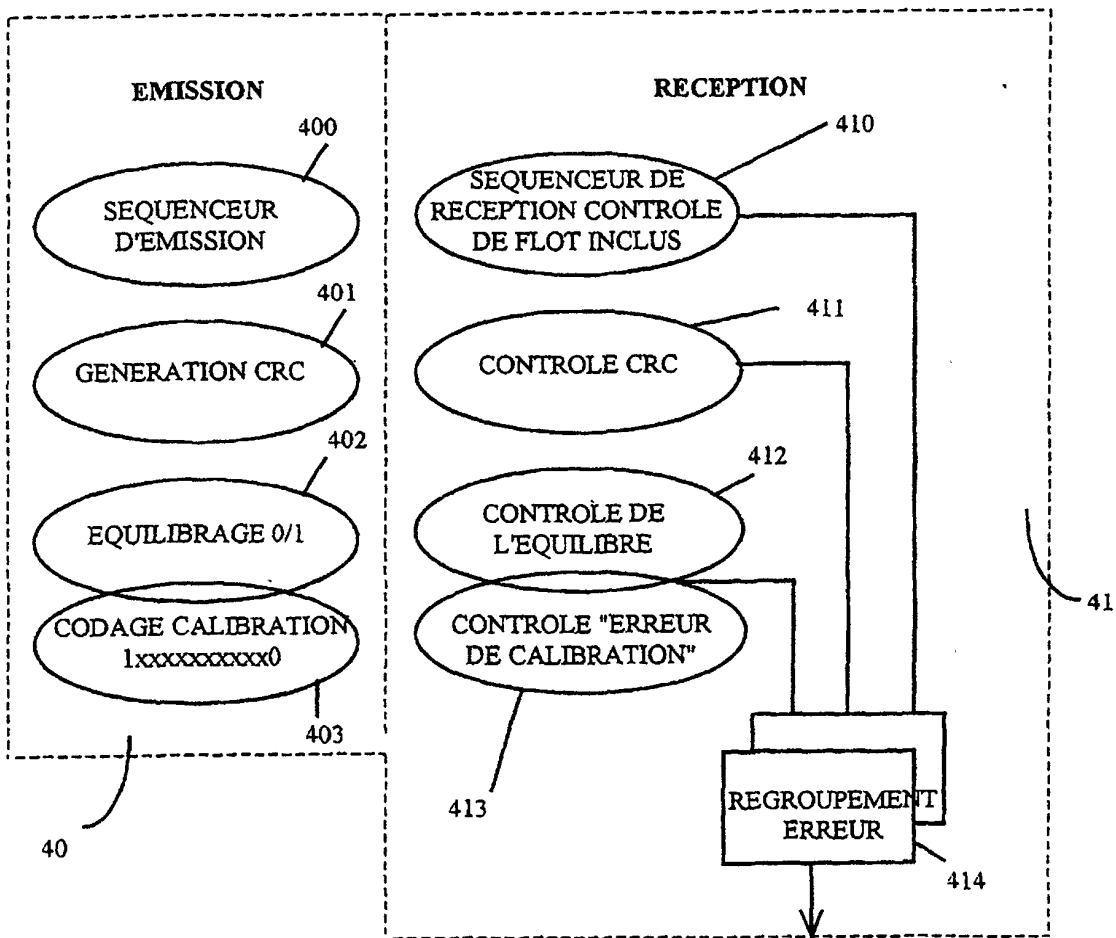 EMISSION
400
SEQUENCEUR
D'EMISSION
401
GENERATION CRC
402
EQUILIBRAGE 0/1
CODAGE CALIBRATION
1xxxxxxxxxx0
403
40
RECEPTION
410
SEQUENCEUR DE
RECEPTION CONTROLE
DE FLOT INCLUS
411
CONTROLE CRC
412
CONTROLE DE
L'EQUILIBRE
CONTROLE "ERREUR
DE CALIBRATION"
413
REGROUPEMENT
ERREUR
414
41